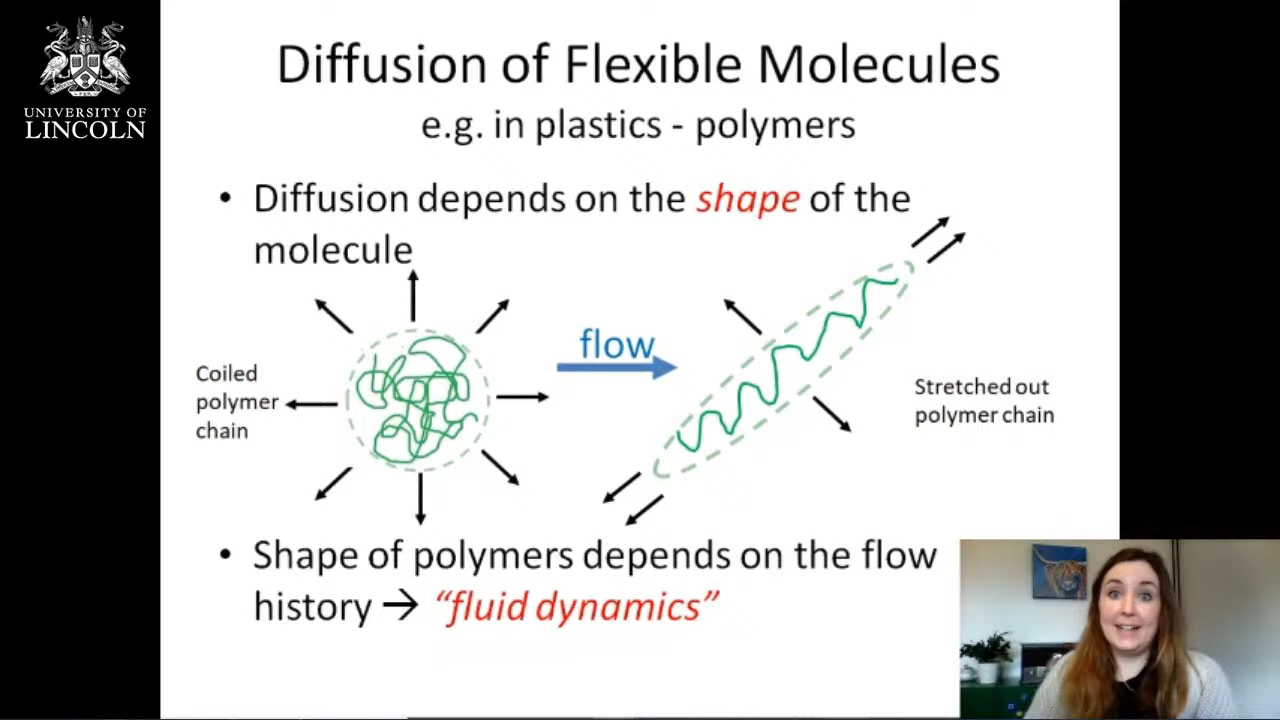 UNIVERSITY OF
LINCOLN
Diffusion of Flexible Molecules
e.g. in plastics - polymers
• Diffusion depends on the shape of the
molecule
Coiled
polymer
chain
flow
Stretched out
polymer chain
• Shape of polymers depends on the flow
history → “fluid dynamics”